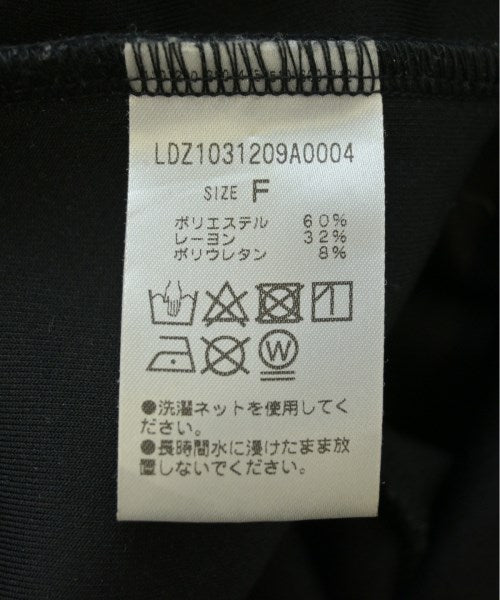 LDZ1031209A0004
SIZE F
ポリエステル 60%
レーヨン 32%
ポリウレタン 8%
W
●洗濯ネットを使用してく
ださい。
●長時間水に浸けたまま放
置しないでください。